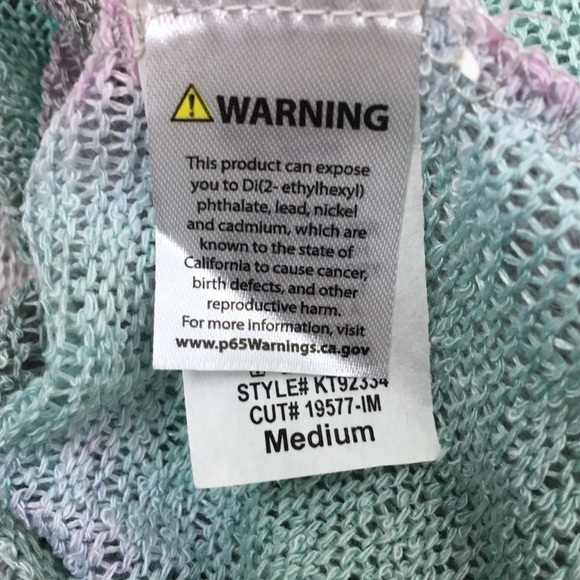 WARNING
This product can expose
you to Di(2- ethylhexyl)
phthalate, lead, nickel
and cadmium, which are
known to the state of
California to cause cancer,
birth defects, and other
reproductive harm.
For more information, visit
www.p65Warnings.ca.gov
STYLE# KT92334
CUT# 19577-IM
Medium